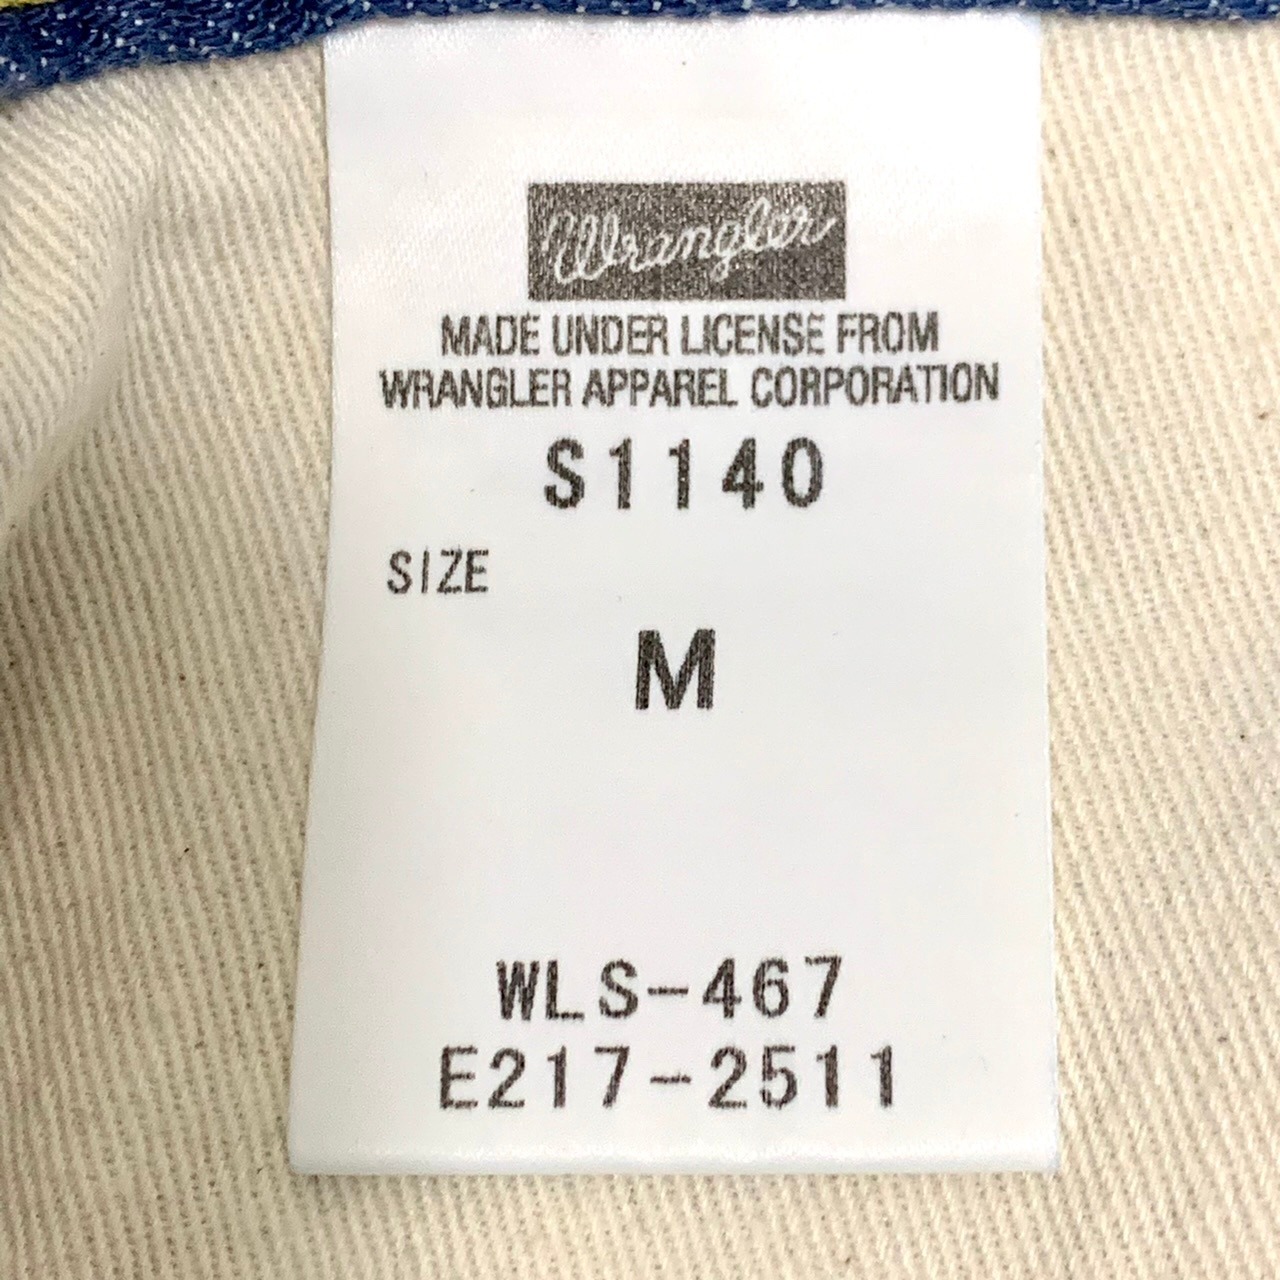 Wrangler
MADE UNDER LICENSE FROM
WRANGLER APPAREL CORPORATION
S1140
SIZE
M
WLS-467
E217-2511